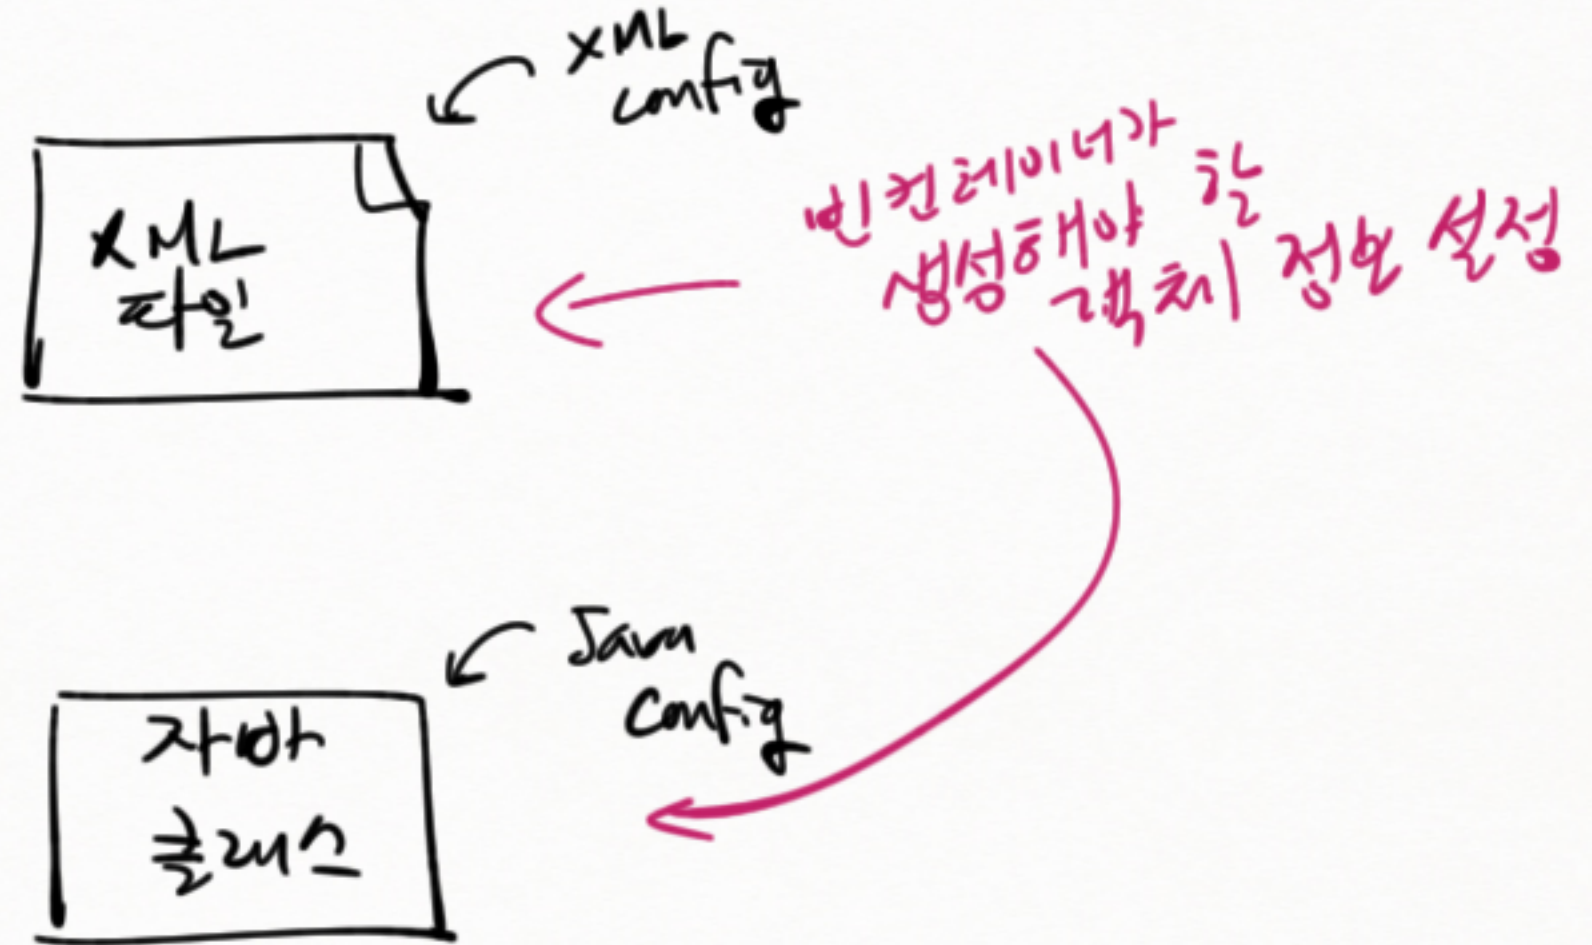 XML
config
XML
파일
빈 컨테이너가
생성해야 할
객체 정보 설정
Java
Config
자바
클래스